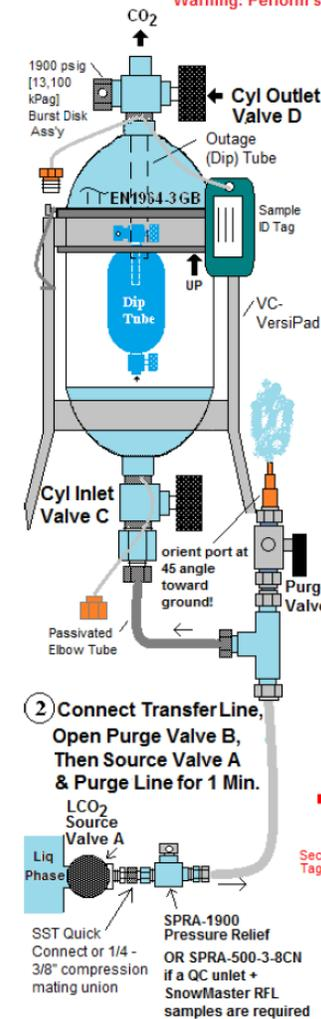 Warning: Perform s
CO2
1900 psig
[13,100
kPag]
Burst Disk
Ass'y
Cyl Outlet
Valve D
Outage
(Dip) Tube
EN1964-3GB
Sample
ID Tag
UP
Dip
Tube
VC-
VersiPad
Cyl Inlet
Valve C
orient port at
45 angle
toward
ground!
Purg
Valve
Passivated
Elbow Tube
2 Connect Transfer Line,
Open Purge Valve B,
Then Source Valve A
& Purge Line for 1 Min.
LCO2
Source
Valve A
Liq
Phase
Sec
Tag
SST Quick
Connect or 1/4 -
3/8" compression
mating union
SPRA-1900
Pressure Relief
OR SPRA-500-3-8CN
if a QC unlet +
SnowMaster RFL
samples are required